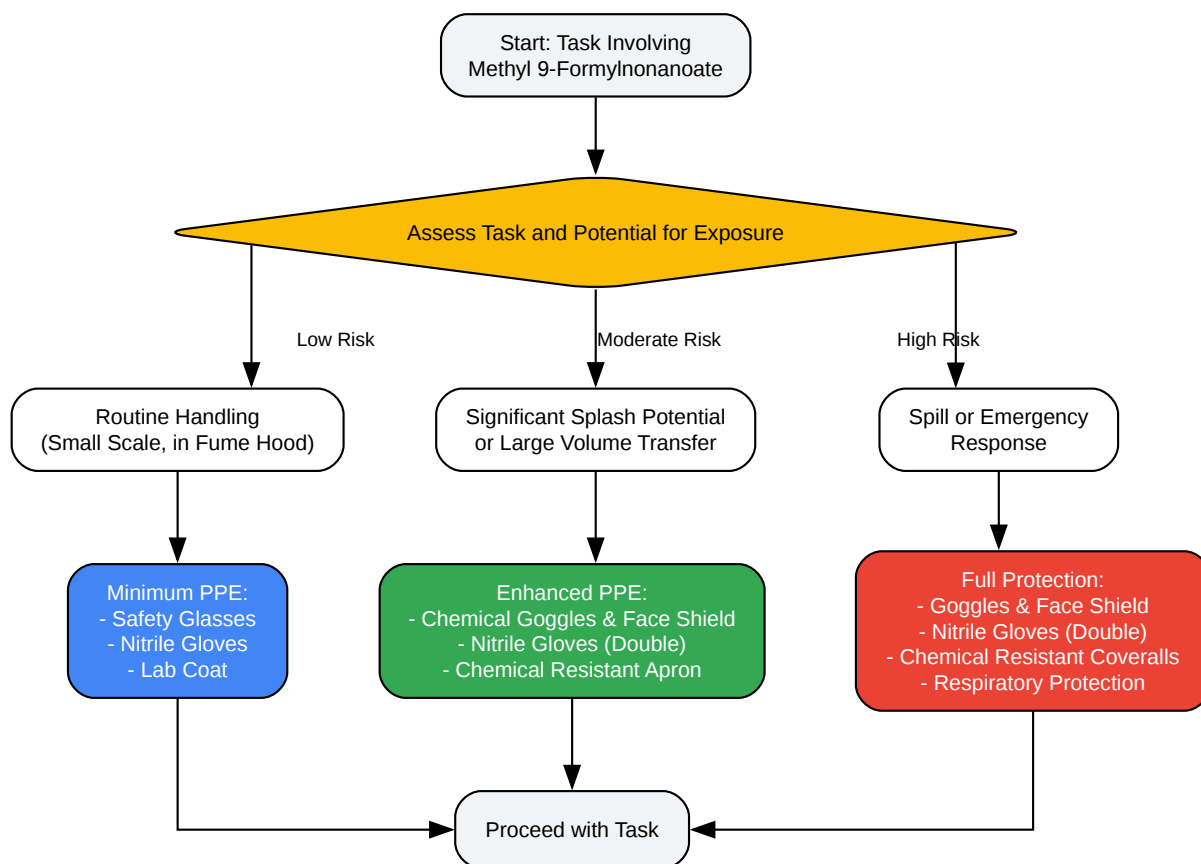 Start: Task Involving
Methyl 9-Formylnonanoate
Assess Task and Potential for Exposure
Low Risk
Moderate Risk
High Risk
Routine Handling
(Small Scale, in Fume Hood)
Significant Splash Potential
or Large Volume Transfer
Spill or Emergency
Response
Minimum PPE:
- Safety Glasses
- Nitrile Gloves
- Lab Coat
Enhanced PPE:
- Chemical Goggles & Face Shield
- Nitrile Gloves (Double)
- Chemical Resistant Apron
Full Protection:
- Goggles & Face Shield
- Nitrile Gloves (Double)
- Chemical Resistant Coveralls
- Respiratory Protection
Proceed with Task